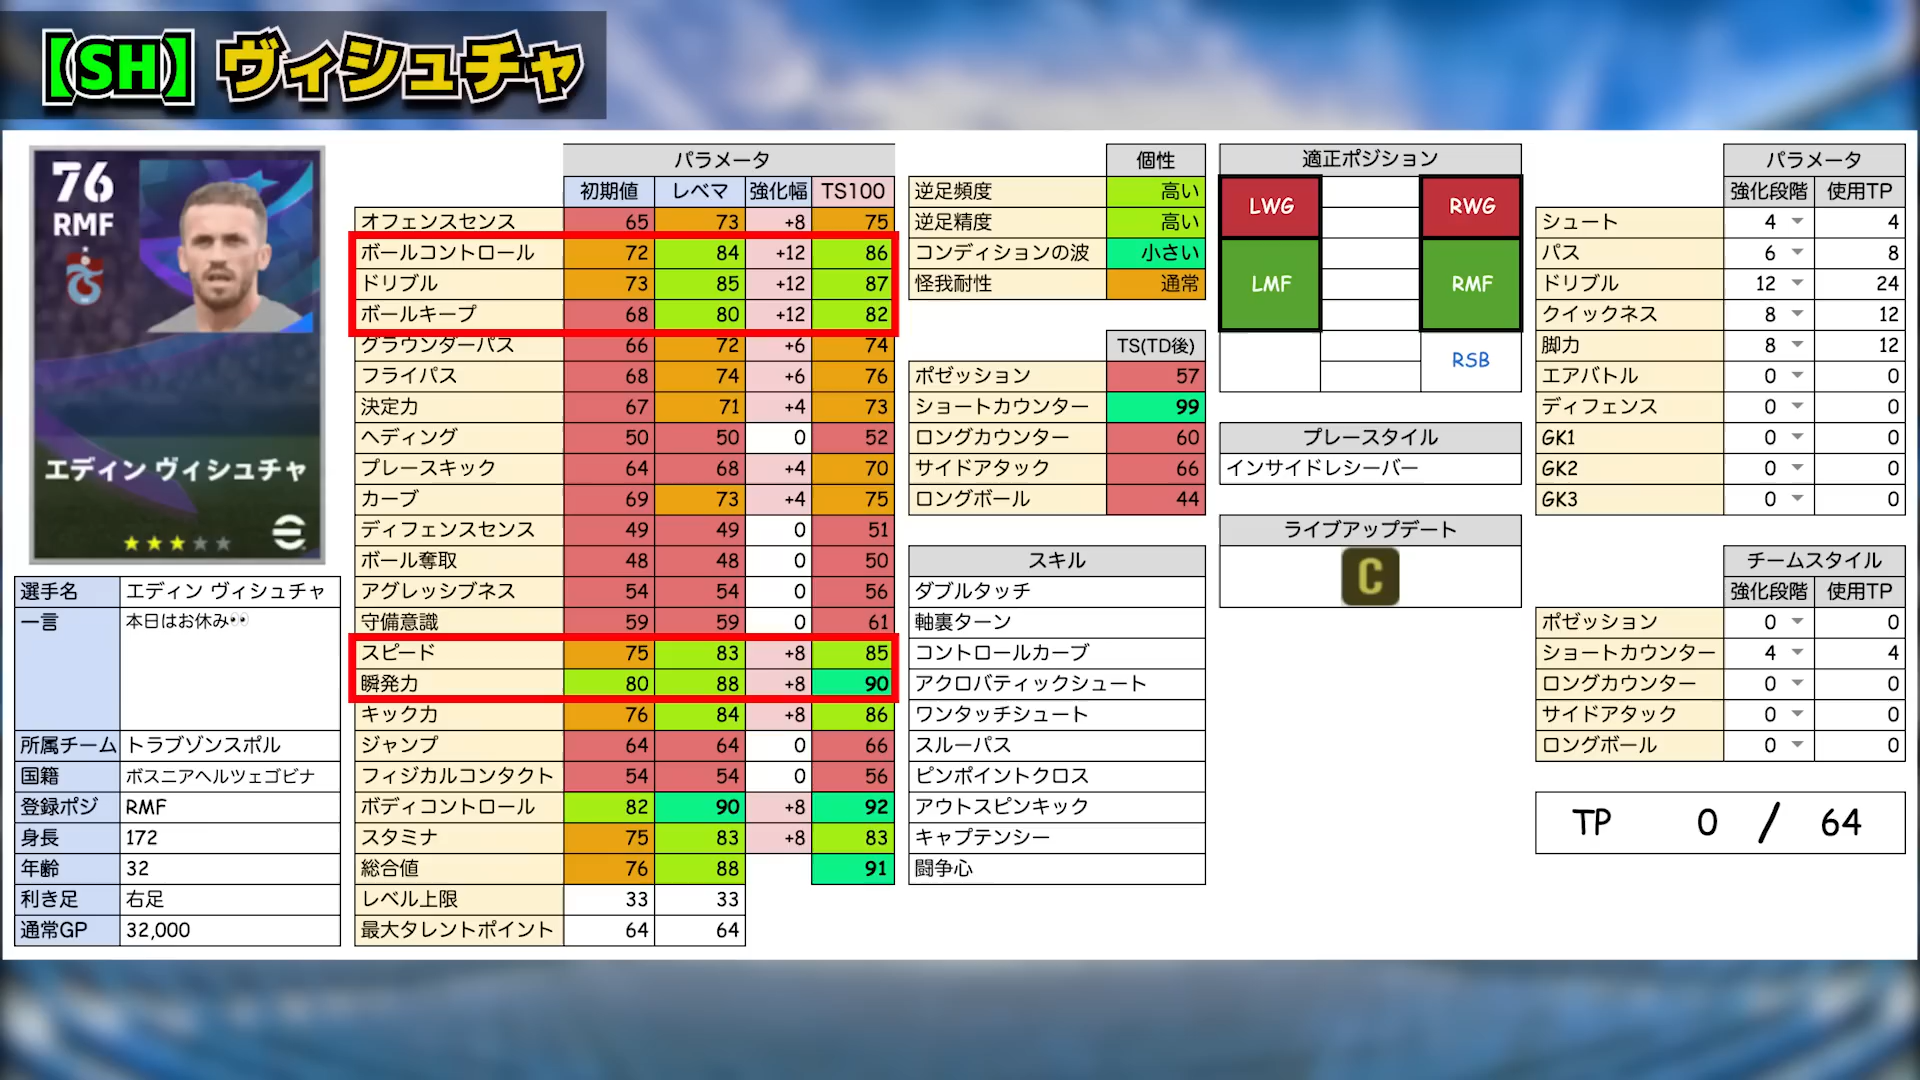 【SH】ヴィシュチャ
76
RMF
エディン ヴィシュチャ
選手名 エディン ヴィシュチャ
一言 本日はお休み👀
所属チーム トラブゾンスポル
国籍 ボスニアヘルツェゴビナ
登録ポジ RMF
身長 172
年齢 32
利き足 右足
通常GP 32,000
パラメータ
初期値 レベマ 強化幅 TS100
オフェンスセンス 65 73 +8 75
ボールコントロール 72 84 +12 86
ドリブル 73 85 +12 87
ボールキープ 68 80 +12 82
グラウンダーパス 66 72 +6 74
フライパス 68 74 +6 76
決定力 67 71 +4 73
ヘディング 50 50 0 52
プレースキック 64 68 +4 70
カーブ 69 73 +4 75
ディフェンスセンス 49 49 0 51
ボール奪取 48 48 0 50
アグレッシブネス 54 54 0 56
守備意識 59 59 0 61
スピード 75 83 +8 85
瞬発力 80 88 +8 90
キック力 76 84 +8 86
ジャンプ 64 64 0 66
フィジカルコンタクト 54 54 0 56
ボディコントロール 82 90 +8 92
スタミナ 75 83 +8 83
総合値 76 88 91
レベル上限 33 33
最大タレントポイント 64 64
個性
逆足頻度 高い
逆足精度 高い
コンディションの波 小さい
怪我耐性 通常
TS(TD後)
ポゼッション 57
ショートカウンター 99
ロングカウンター 60
サイドアタック 66
ロングボール 44
スキル
ダブルタッチ
軸裏ターン
コントロールカーブ
アクロバティックシュート
ワンタッチシュート
スルーパス
ピンポイントクロス
アウトスピンキック
キャプテンシー
闘争心
適正ポジション
LWG RWG
LMF RMF
RSB
プレースタイル
インサイドレシーバー
ライブアップデート
C
パラメータ
強化段階 使用TP
シュート 4 4
パス 6 8
ドリブル 12 24
クイックネス 8 12
脚力 8 12
エアバトル 0 0
ディフェンス 0 0
GK1 0 0
GK2 0 0
GK3 0 0
チームスタイル
強化段階 使用TP
ポゼッション 0 0
ショートカウンター 4 4
ロングカウンター 0 0
サイドアタック 0 0
ロングボール 0 0
TP 0 / 64